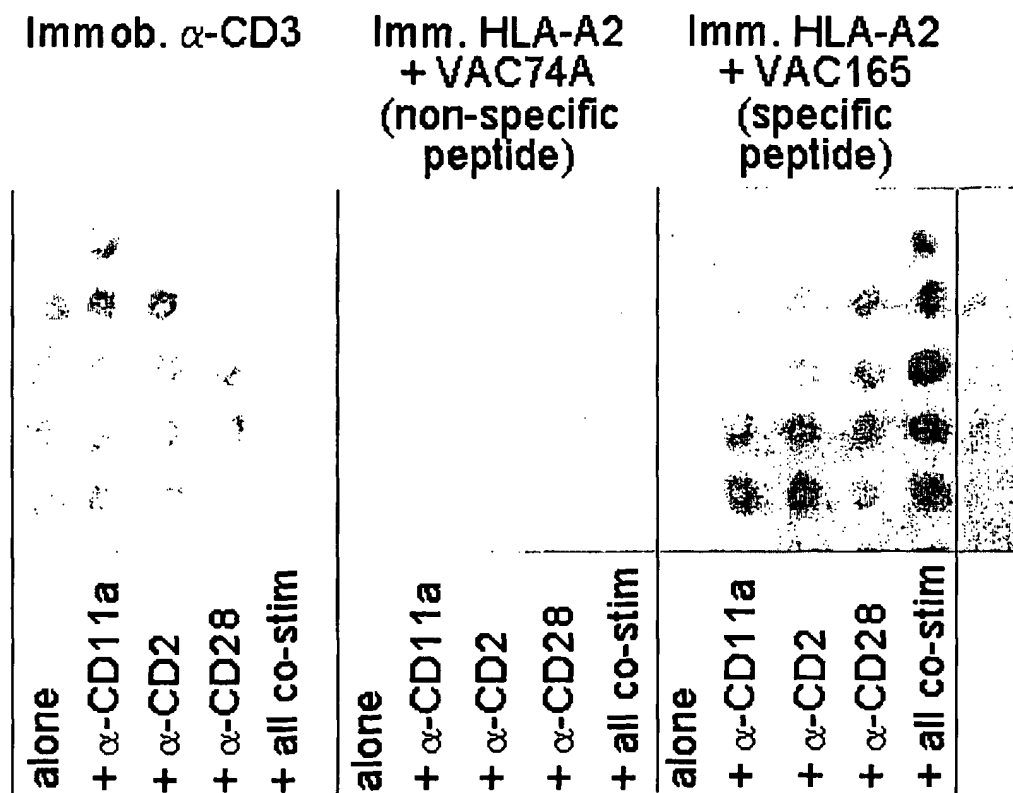 Immob. α-CD3
Imm. HLA-A2
+ VAC74A
(non-specific
peptide)
Imm. HLA-A2
+ VAC165
(specific
peptide)
alone
+ α-CD11a
+ α-CD2
+ α-CD28
+ all co-stim
alone
+ α-CD11a
+ α-CD2
+ α-CD28
+ all co-stim
alone
+ α-CD11a
+ α-CD2
+ α-CD28
+ all co-stim